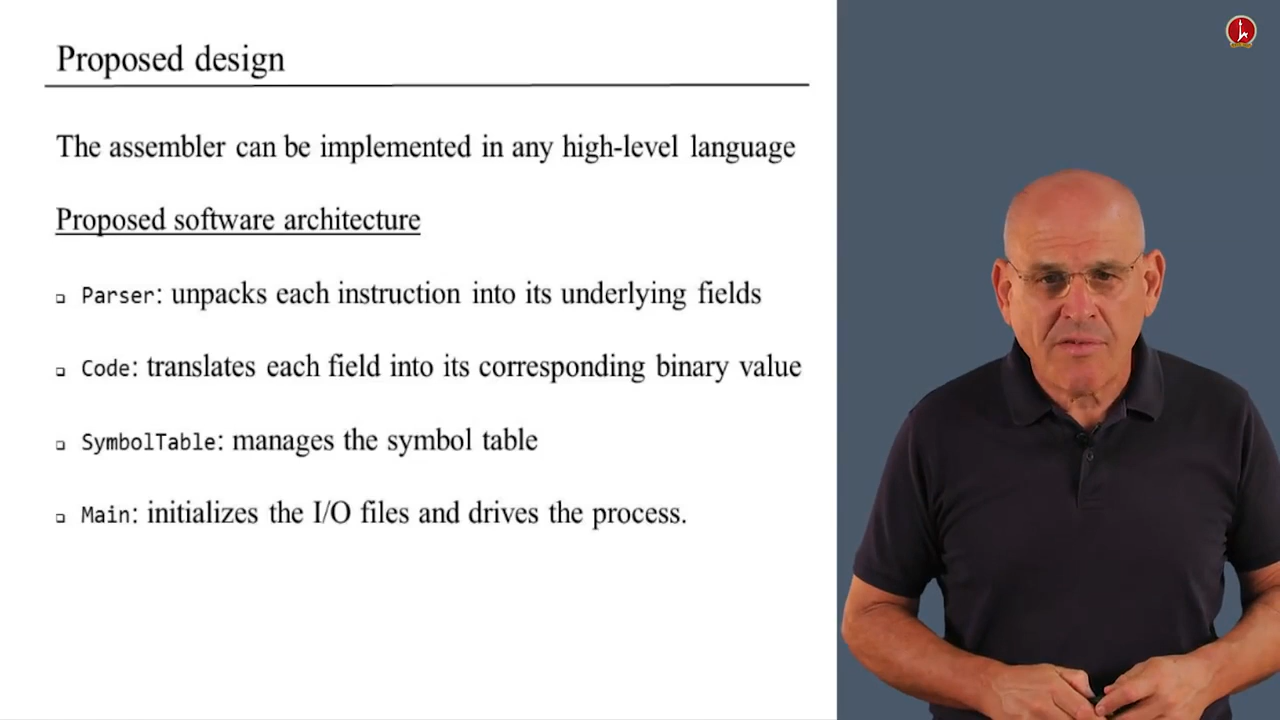 Proposed design
The assembler can be implemented in any high-level language
Proposed software architecture
Parser: unpacks each instruction into its underlying fields
Code: translates each field into its corresponding binary value
SymbolTable: manages the symbol table
Main: initializes the I/O files and drives the process.